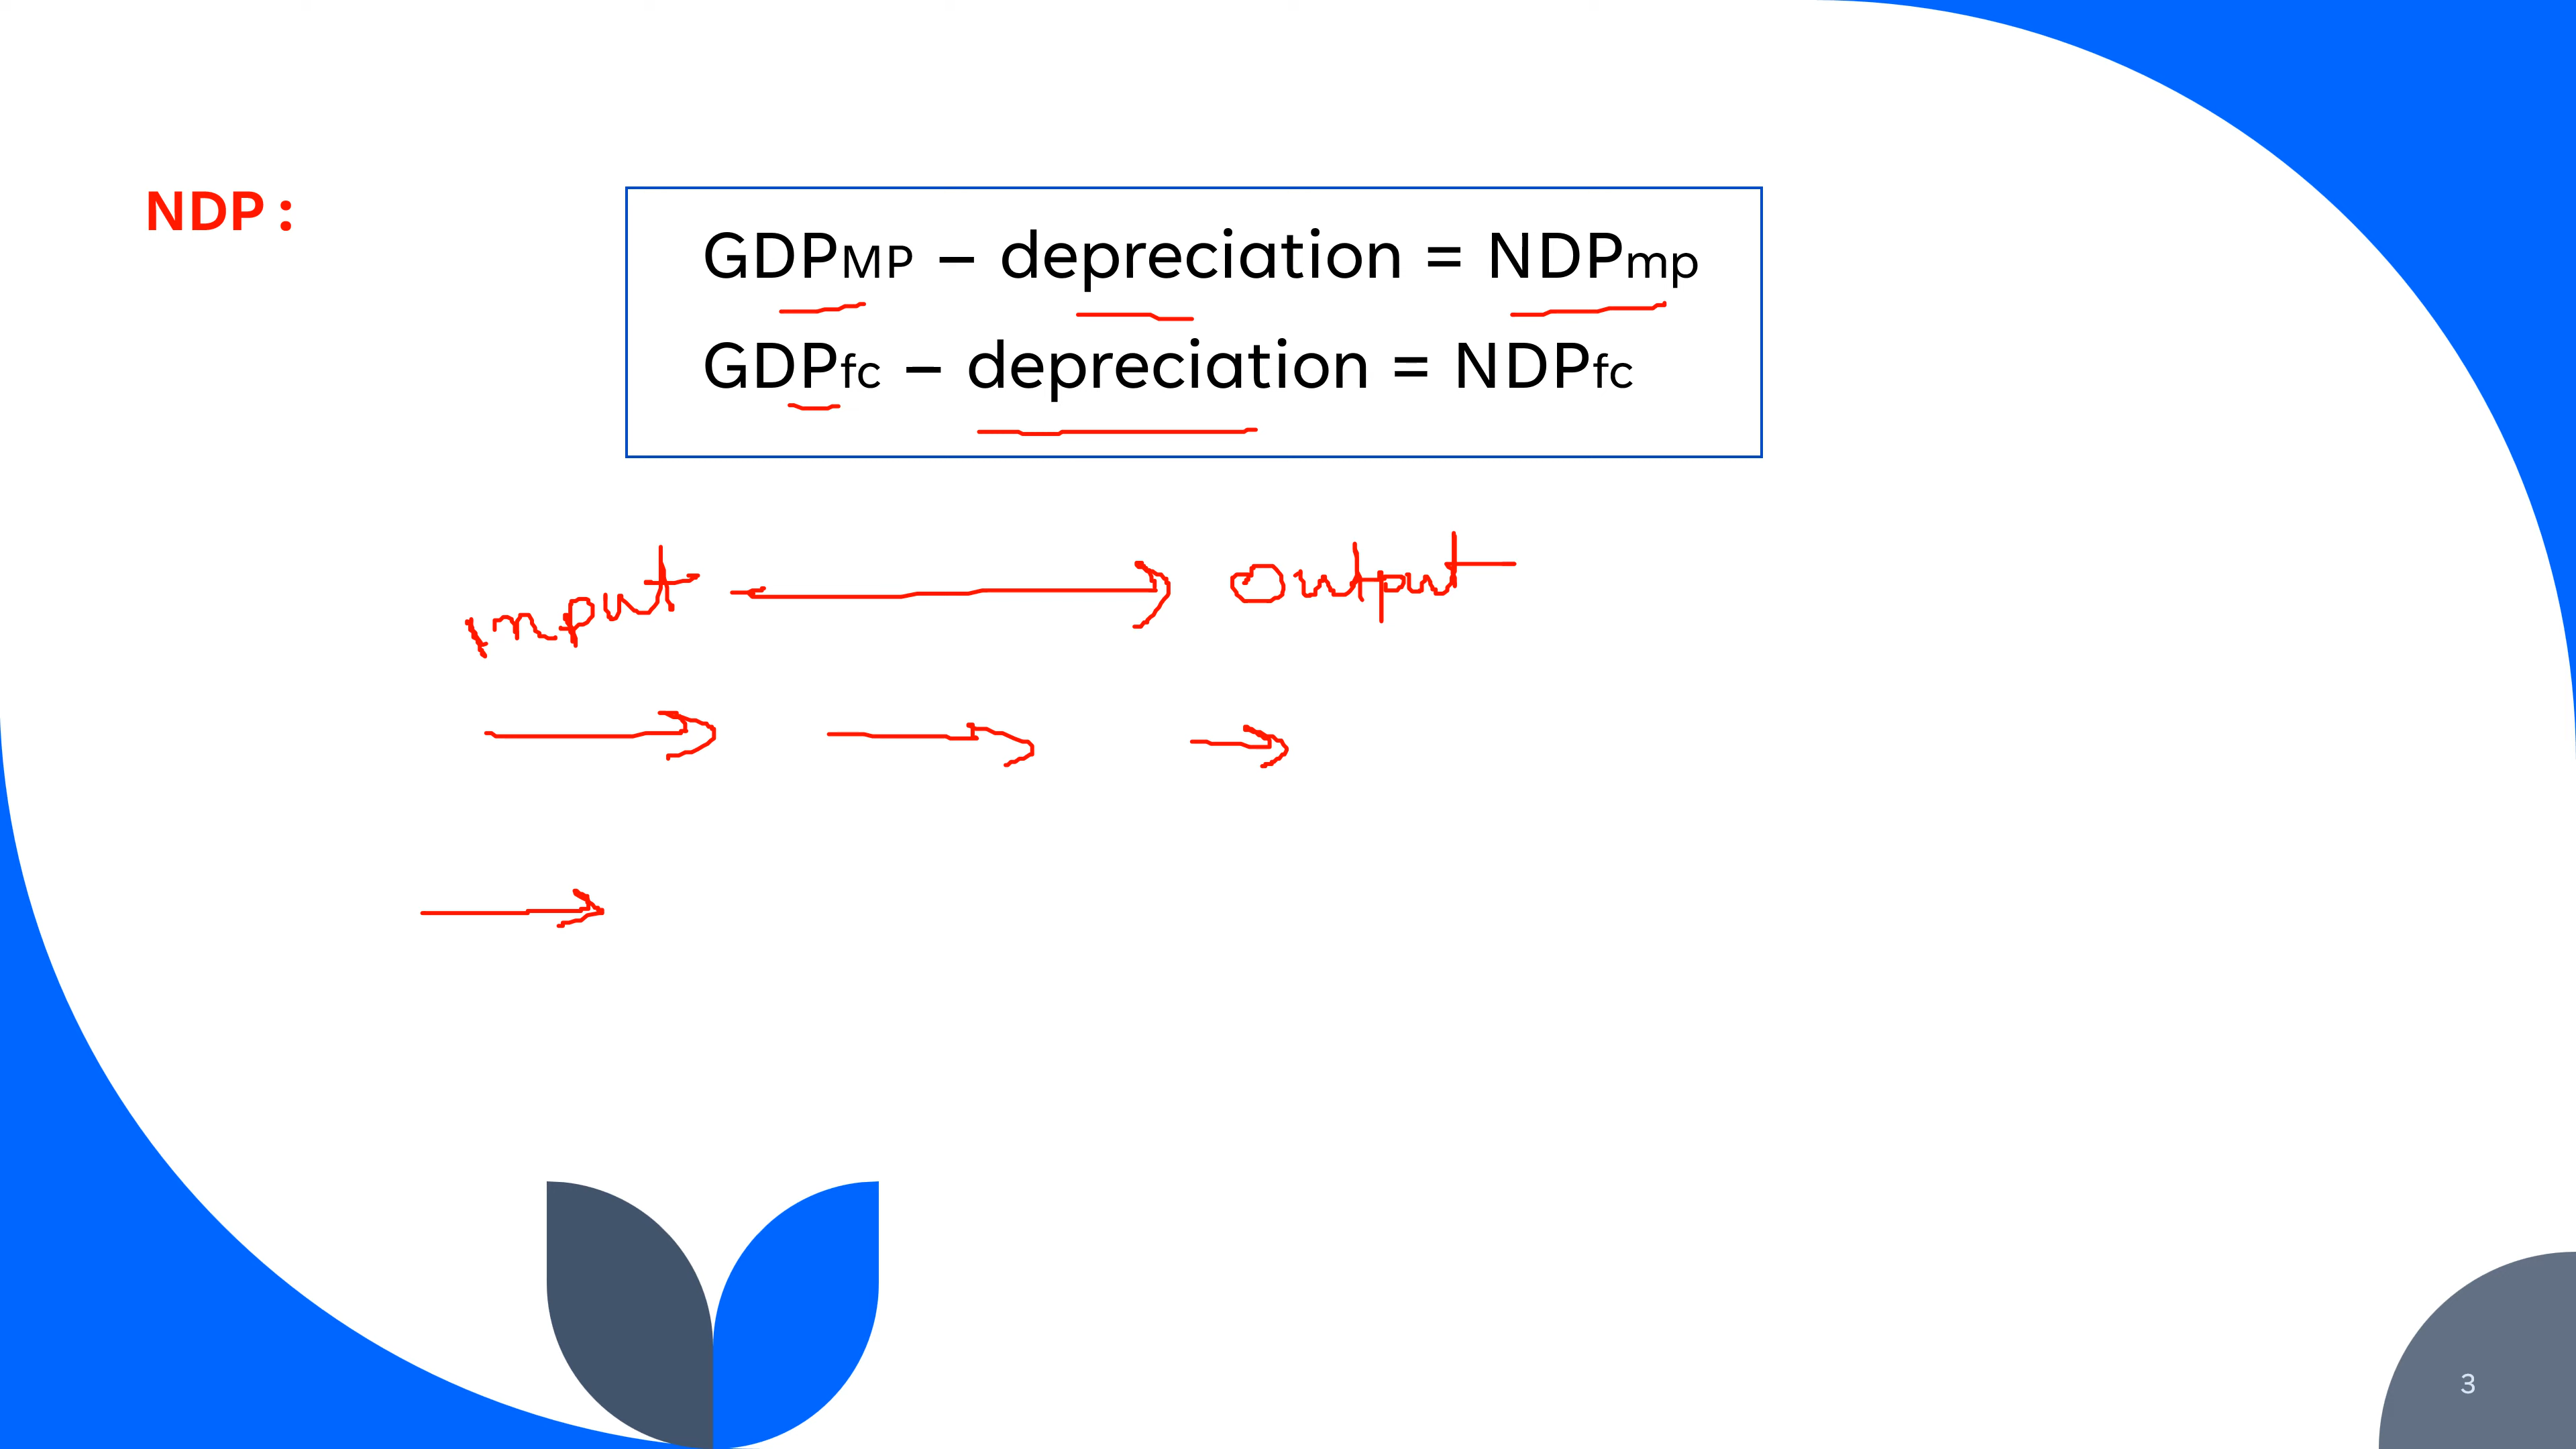 NDP :
GDPMP – depreciation = NDPmp
GDPfc – depreciation = NDPfc
Input → Output
3